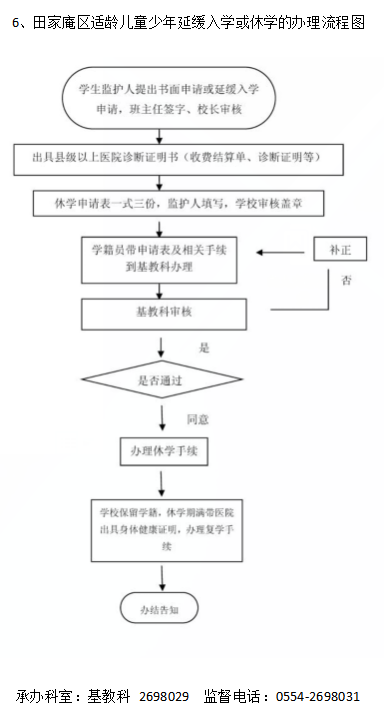 6、田家庵区适龄儿童少年延缓入学或休学的办理流程图
学生监护人提出书面申请或延缓入学
申请，班主任签字、校长审核
出具县级以上医院诊断证明书（收费结算单、诊断证明等）
休学申请表一式三份，监护人填写，学校审核盖章
学籍员带申请表及相关手续
到基教科办理
补正
否
基教科审核
是
是否通过
同意
办理休学手续
学校保留学籍，休学期满带医院
出具身体健康证明，办理复学手
续
办结告知
承办科室：基教科 2698029 监督电话：0554-2698031